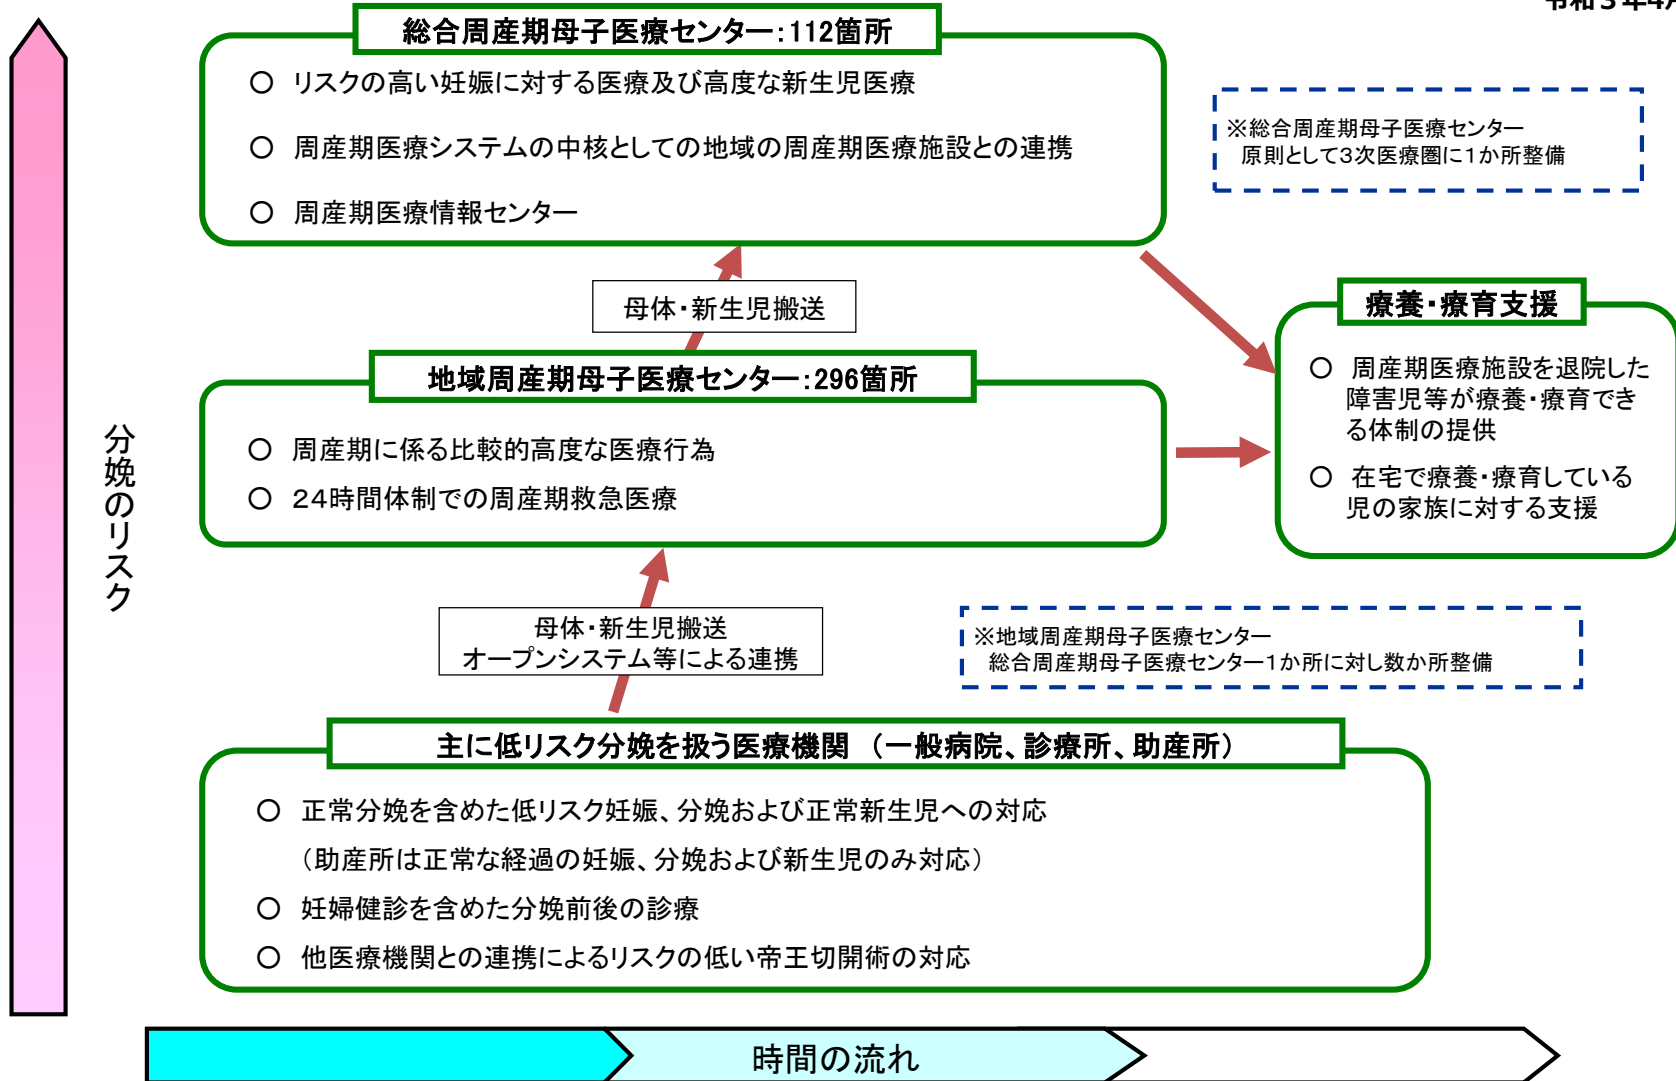 令和3年4月
総合周産期母子医療センター:112箇所
○ リスクの高い妊娠に対する医療及び高度な新生児医療
○ 周産期医療システムの中核としての地域の周産期医療施設との連携
○ 周産期医療情報センター
※総合周産期母子医療センター
原則として3次医療圏に1か所整備
母体・新生児搬送
療養・療育支援
○ 周産期医療施設を退院した
障害児等が療養・療育でき
る体制の提供
○ 在宅で療養・療育している
児の家族に対する支援
地域周産期母子医療センター:296箇所
○ 周産期に係る比較的高度な医療行為
○ 24時間体制での周産期救急医療
分娩のリスク
母体・新生児搬送
オープンシステム等による連携
※地域周産期母子医療センター
総合周産期母子医療センター1か所に対し数か所整備
主に低リスク分娩を扱う医療機関 (一般病院、診療所、助産所)
○ 正常分娩を含めた低リスク妊娠、分娩および正常新生児への対応
(助産所は正常な経過の妊娠、分娩および新生児のみ対応)
○ 妊婦健診を含めた分娩前後の診療
○ 他医療機関との連携によるリスクの低い帝王切開術の対応
時間の流れ